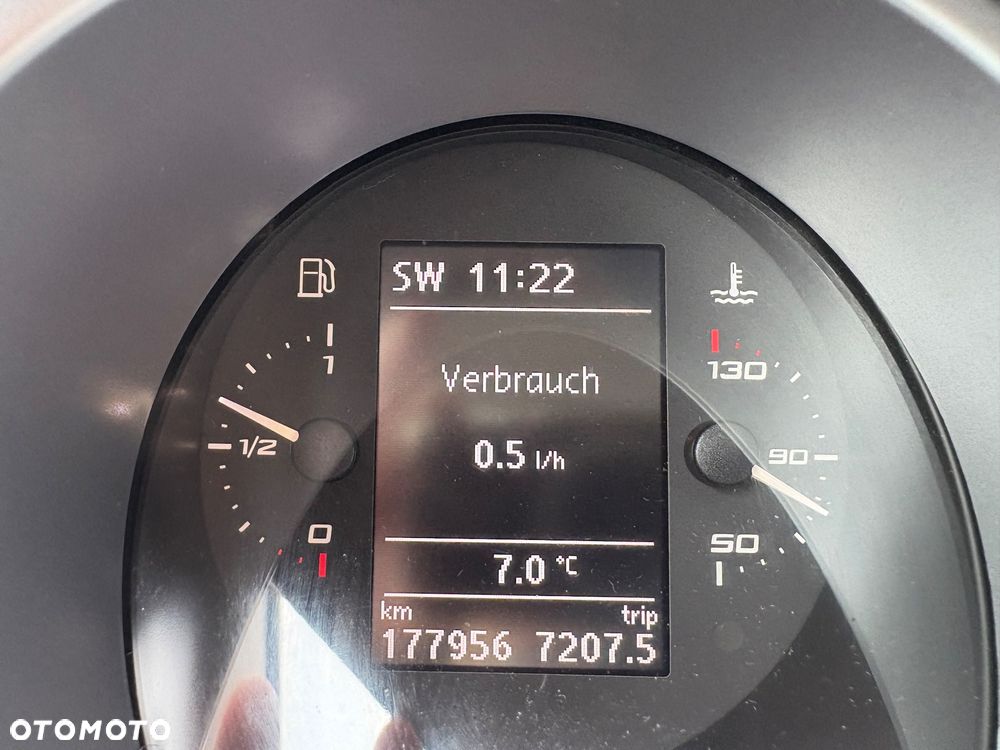 SW 11:22
1
130
Verbrauch
1/2
0.5 l/h
90
0
50
7.0 °C
km trip
177956 7207.5
OTOMOTO